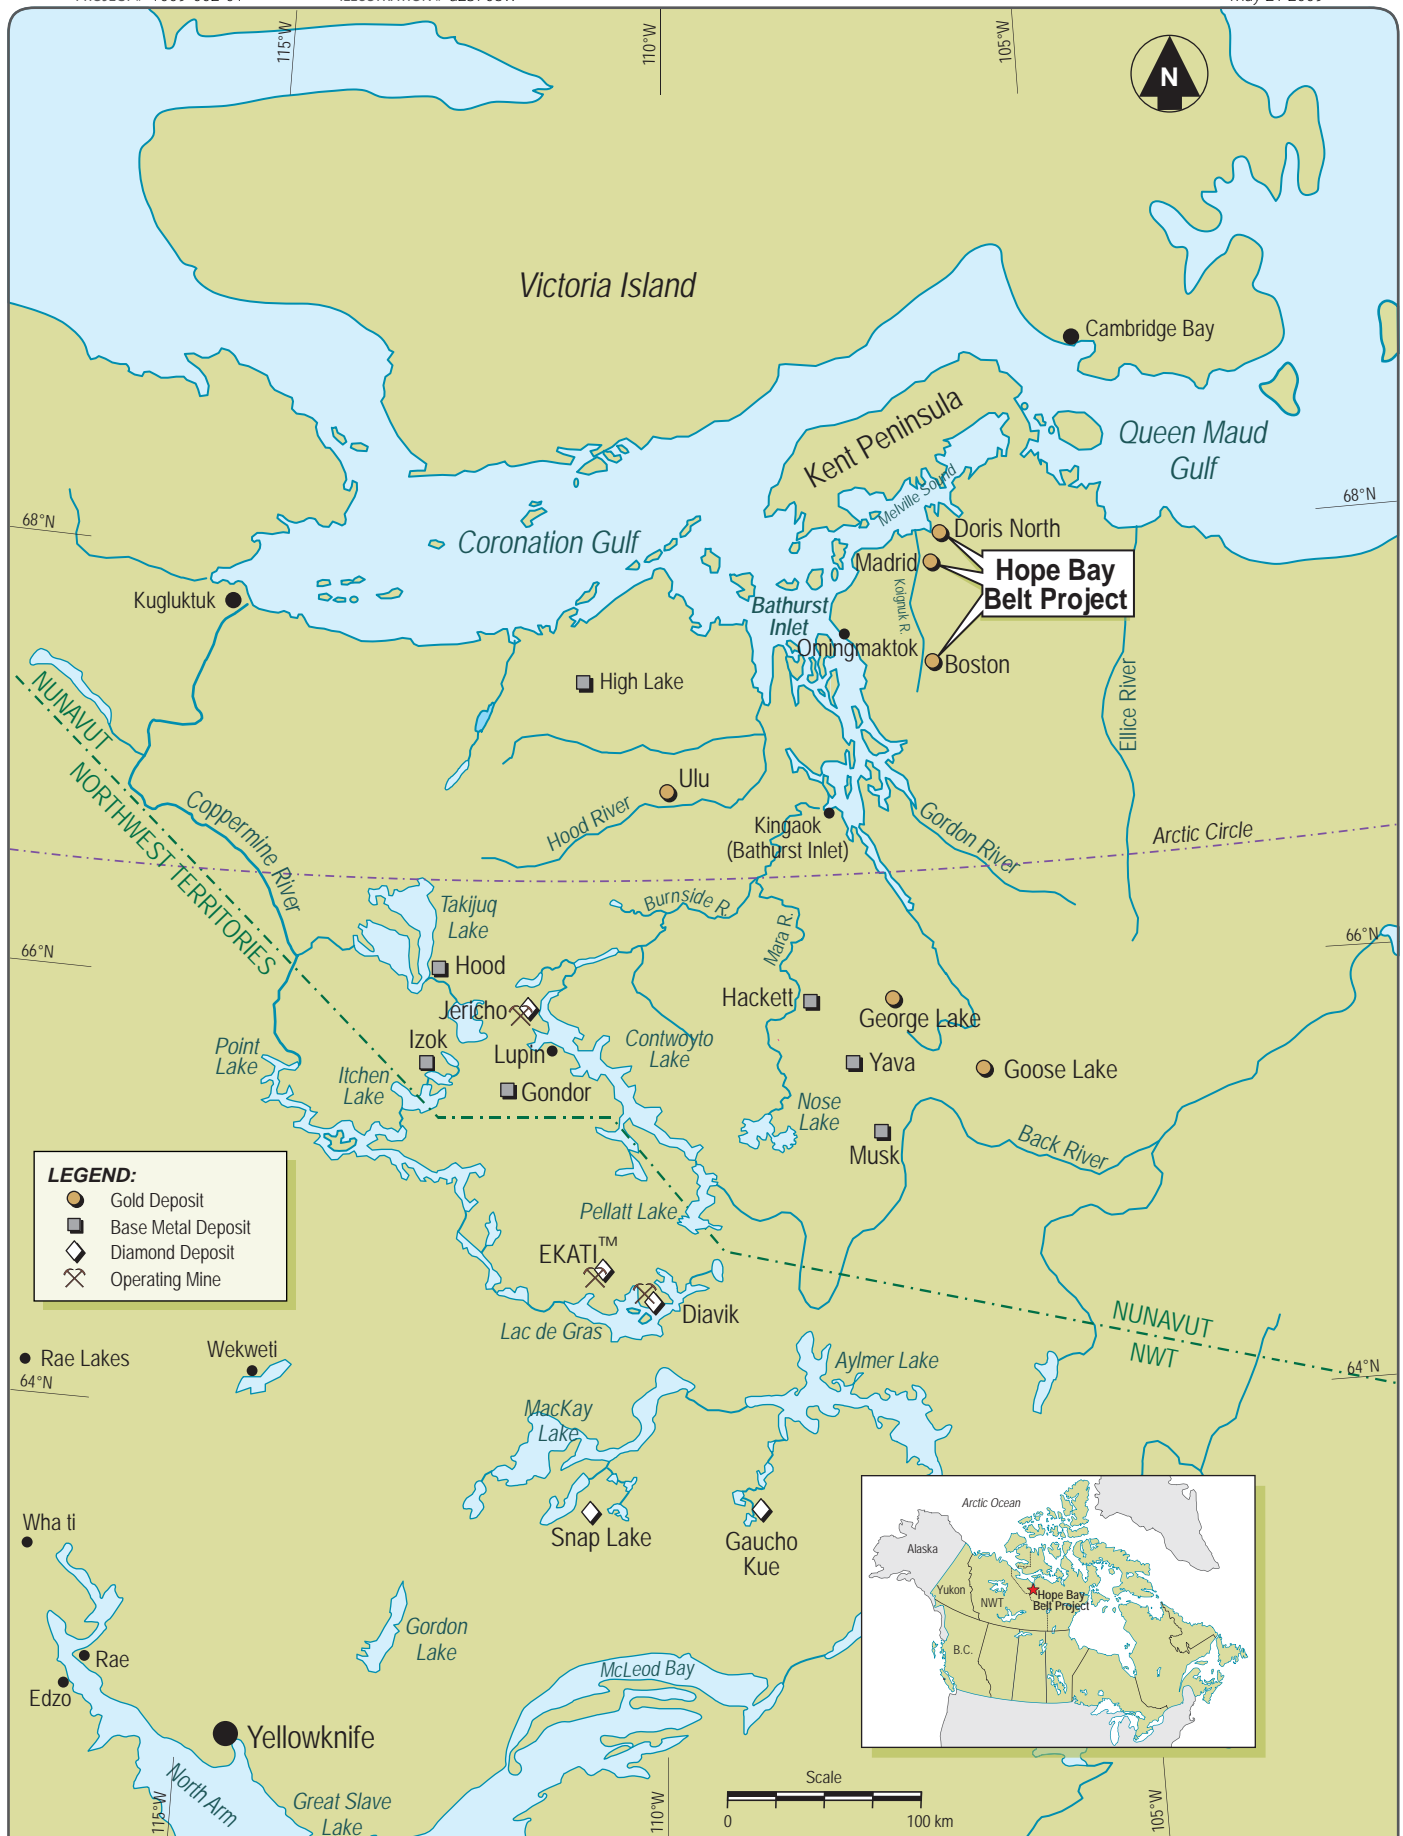 115°W
110°W
105°W
N
Victoria Island
Cambridge Bay
Kent Peninsula
Queen Maud
Gulf
Melville Sound
68°N
68°N
Coronation Gulf
Doris North
Madrid
Hope Bay
Belt Project
Koignuk R.
Kugluktuk
Bathurst
Inlet
Omingmaktok
Boston
High Lake
Ellice River
NUNAVUT
NORTHWEST TERRITORIES
Ulu
Coppermine River
Hood River
Kingaok
(Bathurst Inlet)
Gordon River
Arctic Circle
Takijuq
Lake
Burnside R.
Mara R.
66°N
66°N
Hood
Hackett
Jericho
George Lake
Izok
Lupin
Contwoyto
Lake
Point
Lake
Itchen
Lake
Yava
Goose Lake
Gondor
Nose
Lake
Musk
Back River
LEGEND:
Gold Deposit
Base Metal Deposit
Diamond Deposit
Operating Mine
Pellatt Lake
EKATI™
Diavik
Lac de Gras
NUNAVUT
NWT
Rae Lakes
Wekweti
Aylmer Lake
64°N
64°N
MacKay
Lake
Snap Lake
Gaucho
Kue
Wha ti
Arctic Ocean
Alaska
Yukon
NWT
Hope Bay
Belt Project
B.C.
Gordon
Lake
Rae
Edzo
McLeod Bay
Yellowknife
North Arm
Great Slave
Lake
Scale
0
100 km
115°W
110°W
105°W